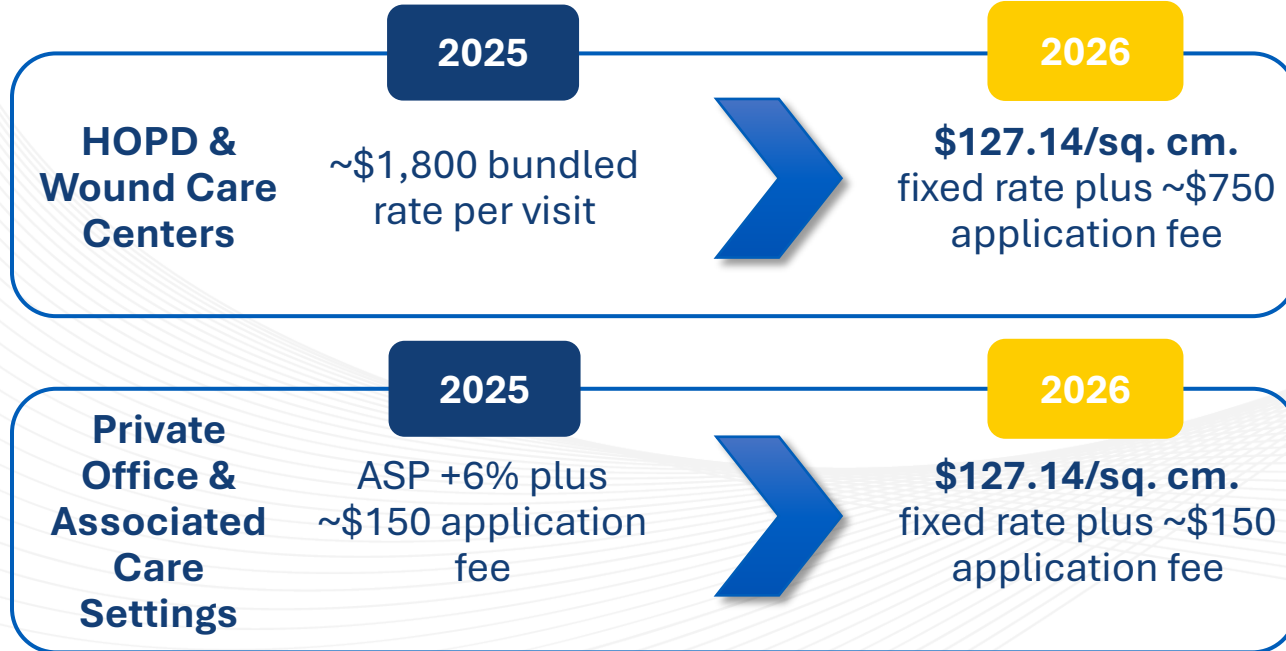 2025
2026
HOPD &
Wound Care
Centers
~$1,800 bundled
rate per visit
$127.14/sq. cm.
fixed rate plus ~$750
application fee
2025
2026
Private
Office &
Associated
Care
Settings
ASP +6% plus
~$150 application
fee
$127.14/sq. cm.
fixed rate plus ~$150
application fee